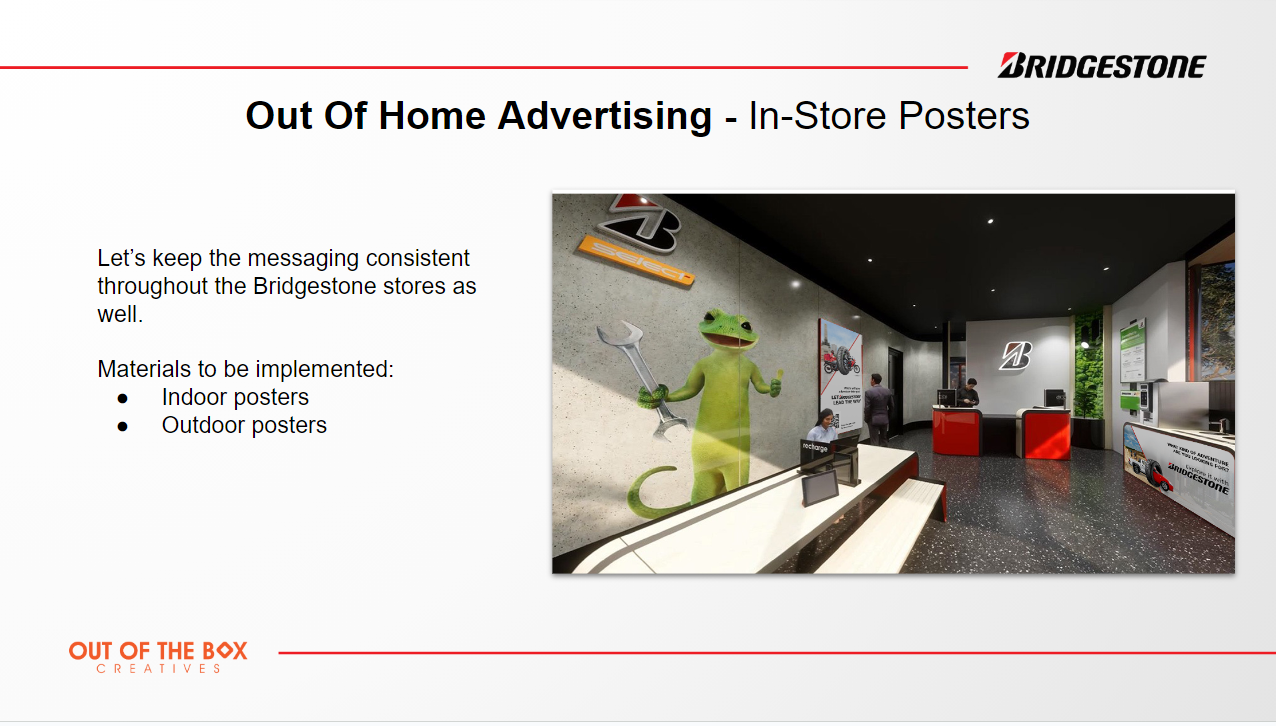 BRIDGESTONE
Out Of Home Advertising - In-Store Posters
Let’s keep the messaging consistent
throughout the Bridgestone stores as
well.
Materials to be implemented:
● Indoor posters
● Outdoor posters
SELECT
LET BRIDGESTONE
LEAD THE WAY
recharge
WHAT KIND OF ADVENTURE
ARE YOU LOOKING FOR?
Explore it with
BRIDGESTONE
OUT OF THE BOX
CREATIVES